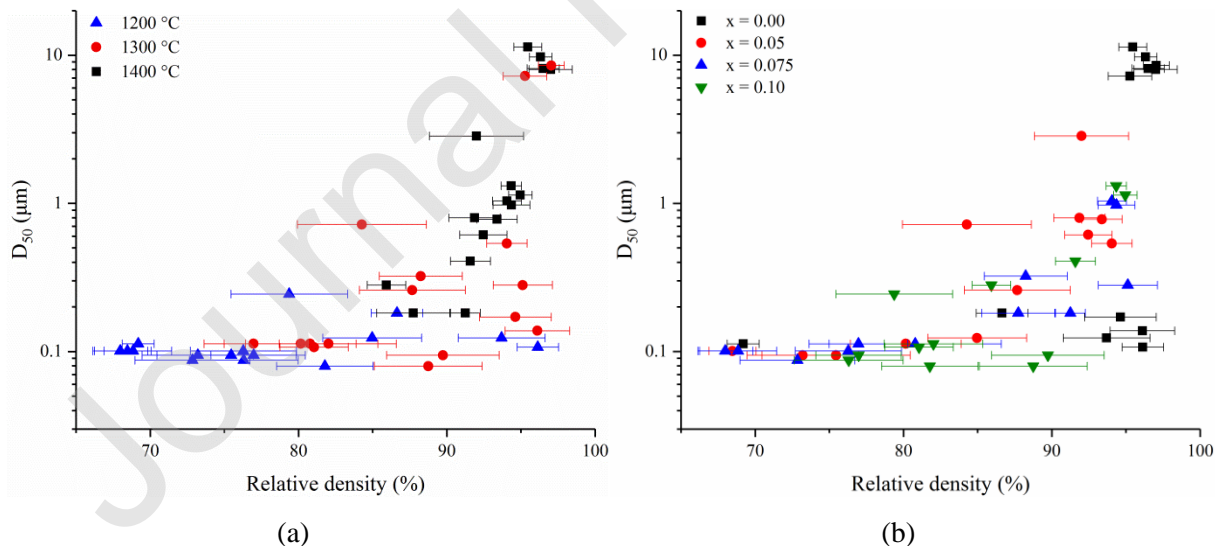 1200 °C
1300 °C
1400 °C
10
1
0.1
D50 (μm)
70 80 90 100
Relative density (%)
(a)
x = 0.00
x = 0.05
x = 0.075
x = 0.10
10
1
0.1
D50 (μm)
70 80 90 100
Relative density (%)
(b)
Journal